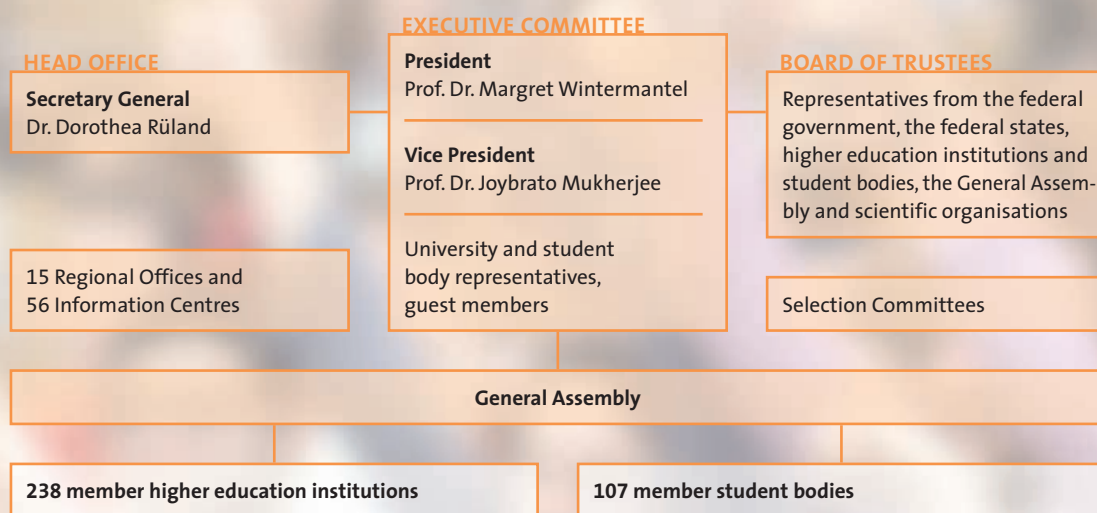 EXECUTIVE COMMITTEE
HEAD OFFICE
BOARD OF TRUSTEES
Secretary General
Dr. Dorothea Rüland
15 Regional Offices and
56 Information Centres
President
Prof. Dr. Margret Wintermantel
Vice President
Prof. Dr. Joybrato Mukherjee
University and student
body representatives,
guest members
Representatives from the federal
government, the federal states,
higher education institutions and
student bodies, the General Assem-
bly and scientific organisations
Selection Committees
General Assembly
238 member higher education institutions
107 member student bodies